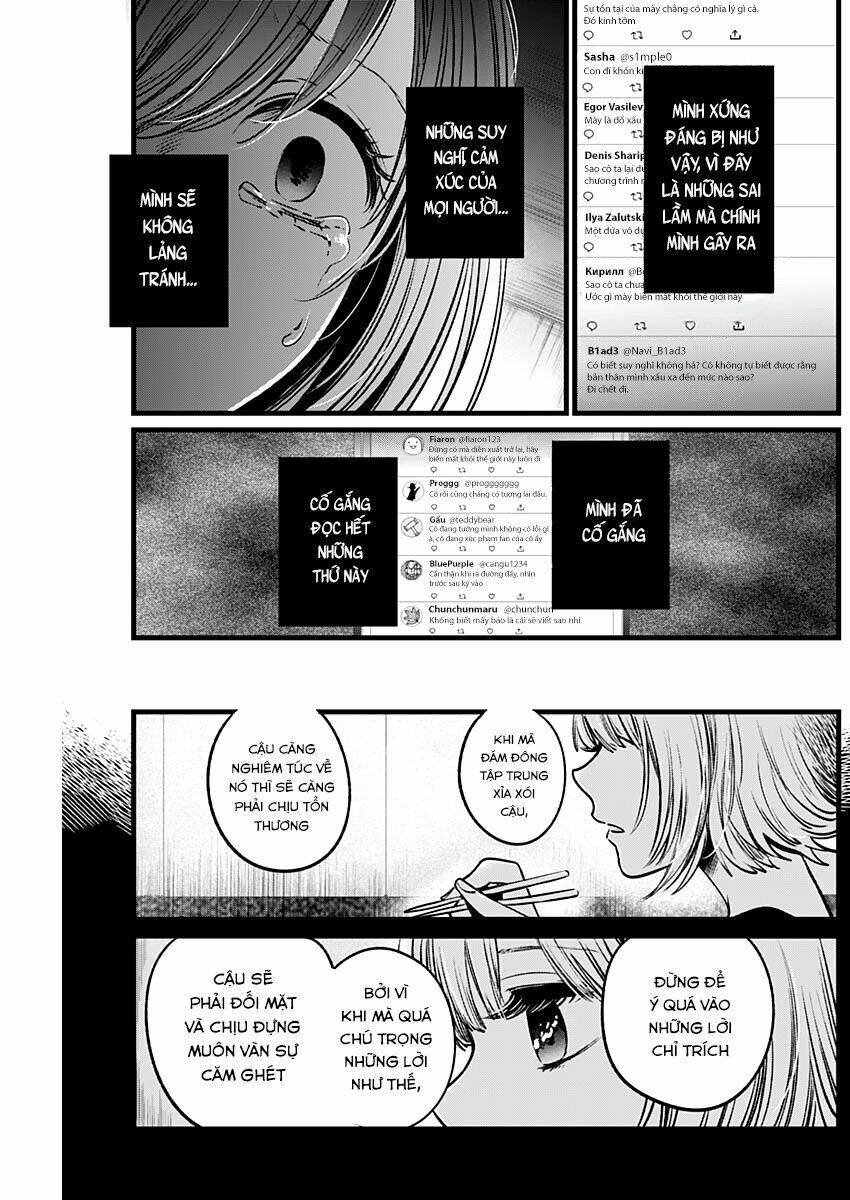 Sự tồn tại của mày chẳng có nghĩa lý gì cả.
Đồ kinh tởm
Sasha @s1mple0
Con đĩ khốn
Egor Vasilev
Mày là đồ xấu
Denis Sharip
Sao cô ta lại
chương trình
Ilya Zalutski
Một đứa vô
Кирилл
Sao cô ta
Ước gì mày biến mất khỏi thế giới này
B1ad3 @Navi_B1ad3
Có biết suy nghĩ không hả? Cô không tự biết được rằng
bản thân mình xấu xa đến mức nào sao?
Đi chết đi.
MÌNH XỨNG
ĐÁNG BỊ NHƯ
VẬY, VÌ ĐÂY
LÀ NHỮNG SAI
LẦM MÀ CHÍNH
MÌNH GÂY RA
NHỮNG SUY
NGHĨ CẢM
XÚC CỦA
MỌI NGƯỜI...
MÌNH SẼ
KHÔNG
LẢNG
TRÁNH...
MÌNH ĐÃ
CỐ GẮNG
Fiaron @fiaron123
Đừng có mà diễn xuất trở lại, hãy
biến mất khỏi thế giới này luôn đi
Proggg @proggggggg
Cô rồi cũng chẳng có tương lai đâu.
Gấu @teddybear
Cô đang tưởng mình không có lỗi gì
à, cô đang xúc phạm fan của cô ấy
BluePurple @cangu1234
Cẩn thận khi ra đường đấy, nhìn
trước sau kỹ vào
Chunchunmaru @chunchun
Không biết mấy báo lá cải sẽ viết sao nhỉ
CỐ GẮNG
ĐỌC HẾT
NHỮNG
THỨ NÀY
KHI MÀ
ĐÁM ĐÔNG
TẬP TRUNG
XỈA XÓI
CẬU,
CẬU CÀNG
NGHIÊM TÚC VỀ
NÓ THÌ SẼ CÀNG
PHẢI CHỊU TỔN
THƯƠNG
ĐỪNG ĐỂ
Ý QUÁ VÀO
NHỮNG LỜI
CHỈ TRÍCH
BỞI VÌ
KHI MÀ QUÁ
CHÚ TRỌNG
NHỮNG LỜI
NHƯ THẾ,
CẬU SẼ
PHẢI ĐỐI MẶT
VÀ CHỊU ĐỰNG
MUÔN VÀN SỰ
CĂM GHÉT